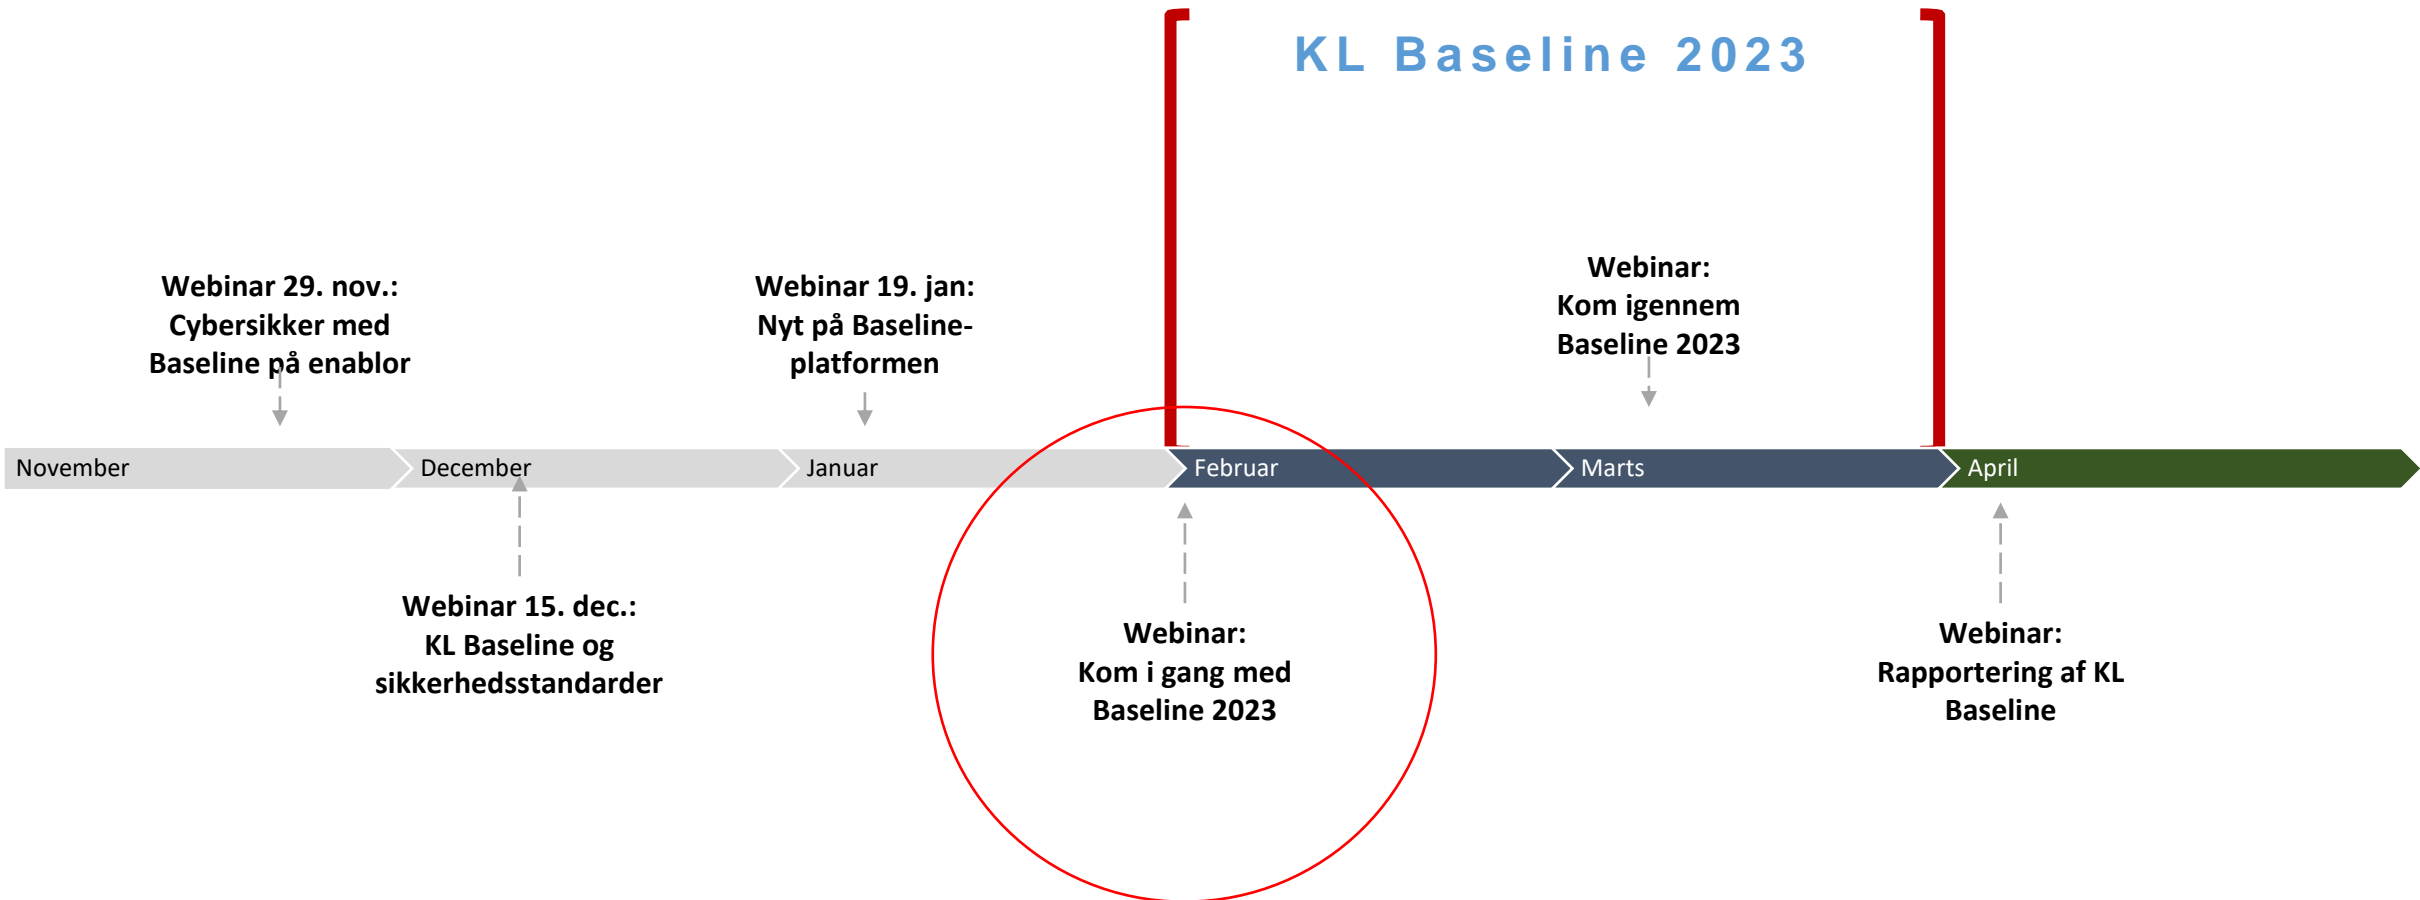 KL Baseline 2023
Webinar 29. nov.:
Cybersikker med
Baseline på enablor
Webinar 19. jan:
Nyt på Baseline-
platformen
Webinar:
Kom igennem
Baseline 2023
November
December
Januar
Februar
Marts
April
Webinar 15. dec.:
KL Baseline og
sikkerhedsstandarder
Webinar:
Kom i gang med
Baseline 2023
Webinar:
Rapportering af KL
Baseline